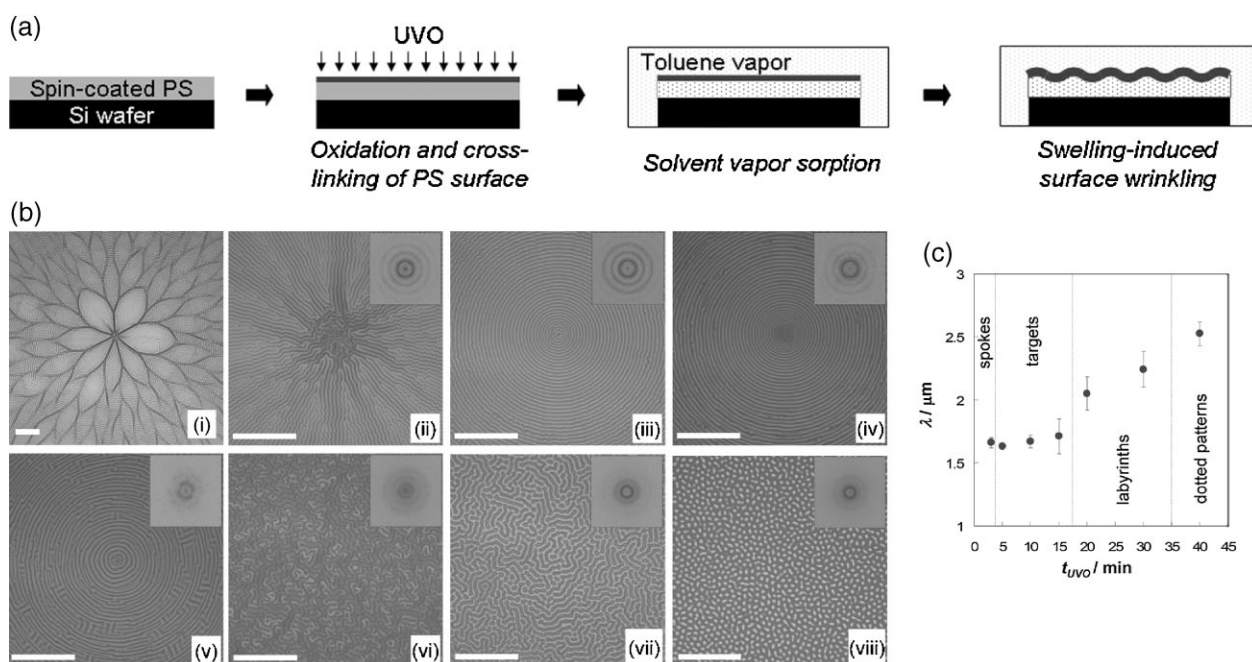 (a)
UVO
Toluene vapor
Spin-coated PS
Si wafer
Oxidation and cross-
linking of PS surface
Solvent vapor sorption
Swelling-induced
surface wrinkling
(b)
(i)
(ii)
(iii)
(iv)
(v)
(vi)
(vii)
(viii)
(c)
3
2.5
2
1.5
1
λ / μm
spokes
targets
labyrinths
dotted patterns
0 5 10 15 20 25 30 35 40 45
tUVO / min